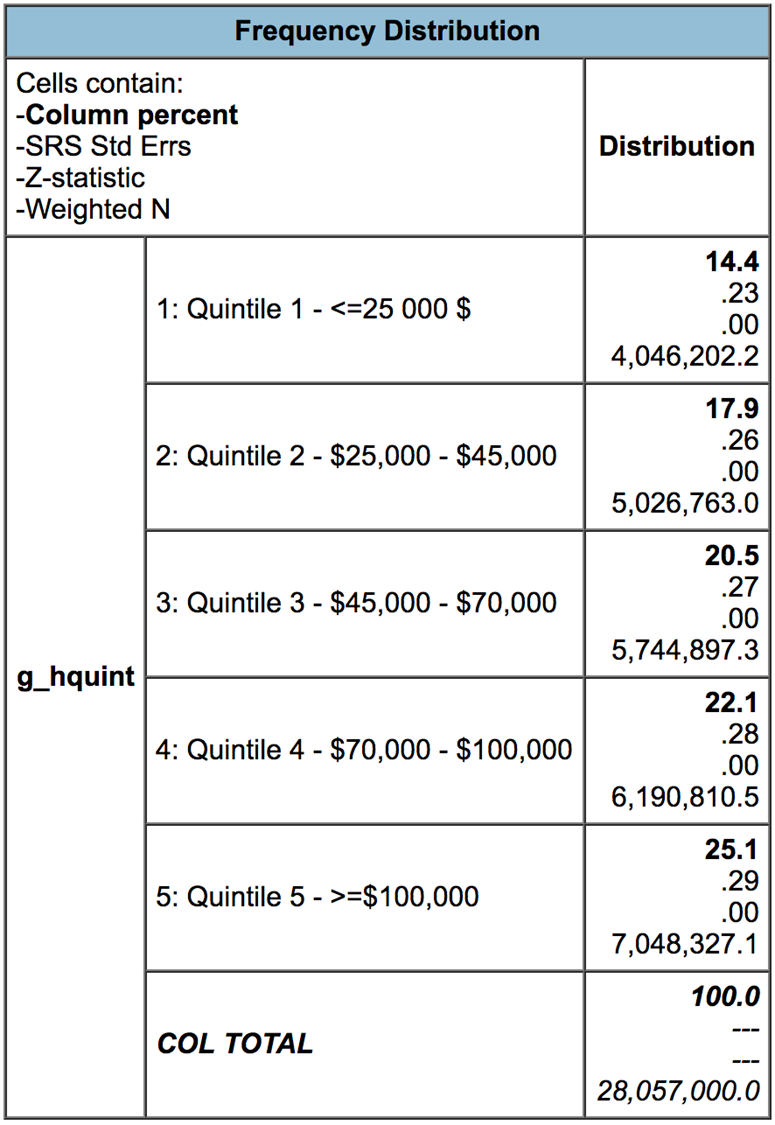 Frequency Distribution
Cells contain:
-Column percent
-SRS Std Errs
-Z-statistic
-Weighted N
Distribution
g_hquint
1: Quintile 1 - <=25 000 $
14.4
.23
.00
4,046,202.2
2: Quintile 2 - $25,000 - $45,000
17.9
.26
.00
5,026,763.0
3: Quintile 3 - $45,000 - $70,000
20.5
.27
.00
5,744,897.3
4: Quintile 4 - $70,000 - $100,000
22.1
.28
.00
6,190,810.5
5: Quintile 5 - >=$100,000
25.1
.29
.00
7,048,327.1
COL TOTAL
100.0
---
---
28,057,000.0